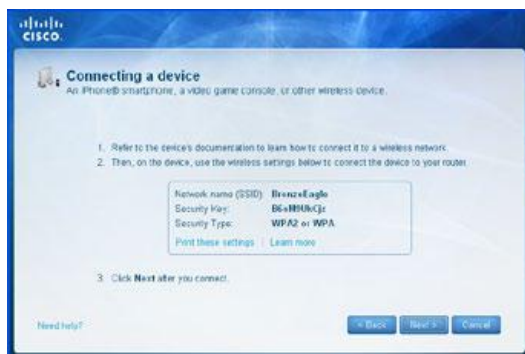 CISCO
Connecting a device
An iPhone® smartphone, a video game console, or other wireless device.
1. Refer to the device's documentation to learn how to connect it to a wireless network.
2. Then, on the device, use the wireless settings below to connect the device to your router.
Network name (SSID): BronzeEagle
Security Key:
Security Type: WPA2 or WPA
Print these settings | Learn more
3. Click Next after you connect.
Need help?
< Back Next > Cancel